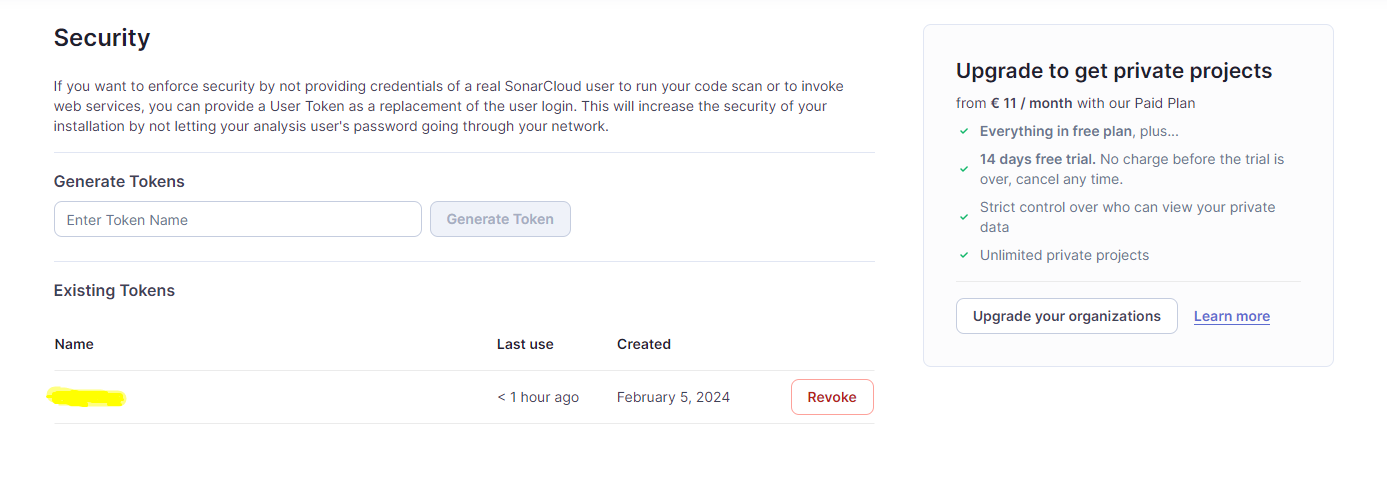 Security
If you want to enforce security by not providing credentials of a real SonarCloud user to run your code scan or to invoke
web services, you can provide a User Token as a replacement of the user login. This will increase the security of your
installation by not letting your analysis user's password going through your network.
Generate Tokens
Enter Token Name
Generate Token
Existing Tokens
Name Last use Created
< 1 hour ago February 5, 2024 Revoke
Upgrade to get private projects
from € 11 / month with our Paid Plan
Everything in free plan, plus...
14 days free trial. No charge before the trial is
over, cancel any time.
Strict control over who can view your private
data
Unlimited private projects
Upgrade your organizations Learn more